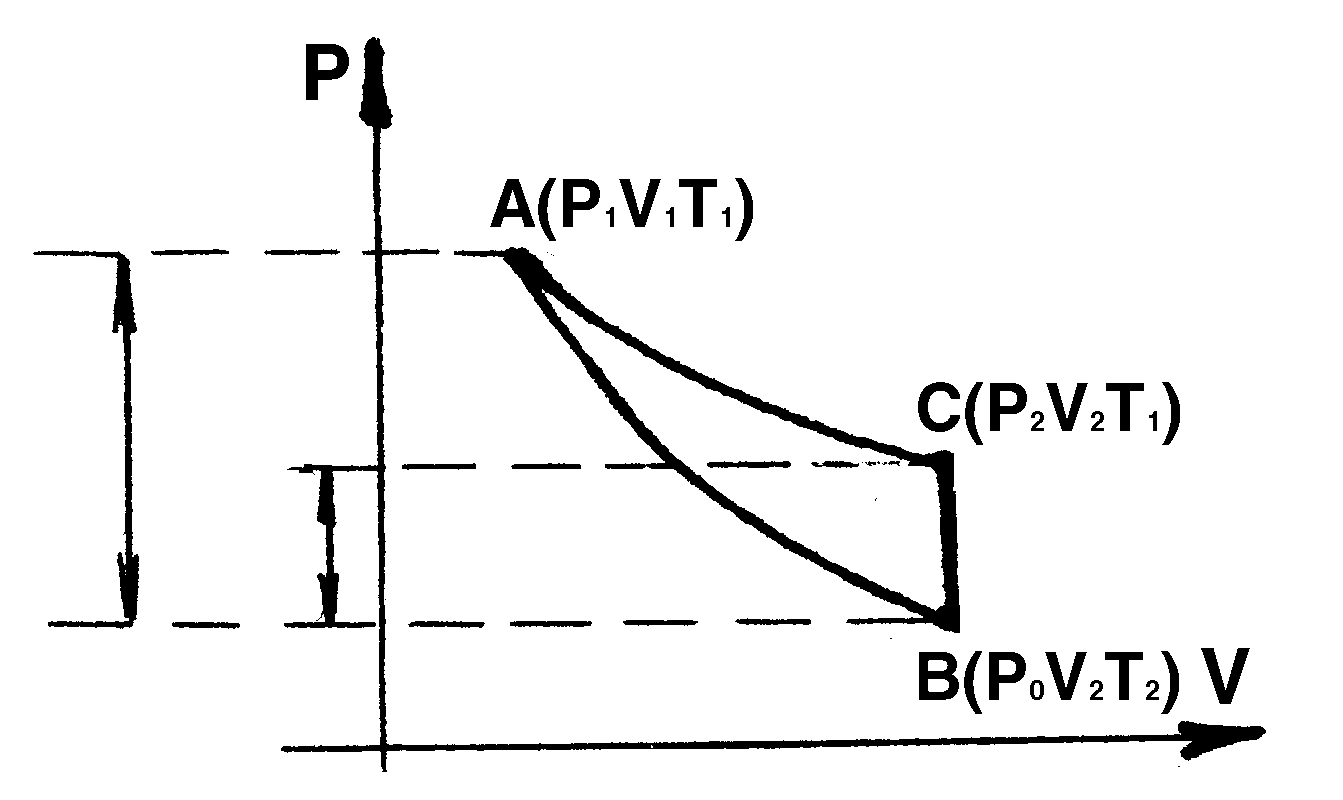 P
A(P₁V₁T₁)
C(P₂V₂T₁)
B(P₀V₂T₂) V